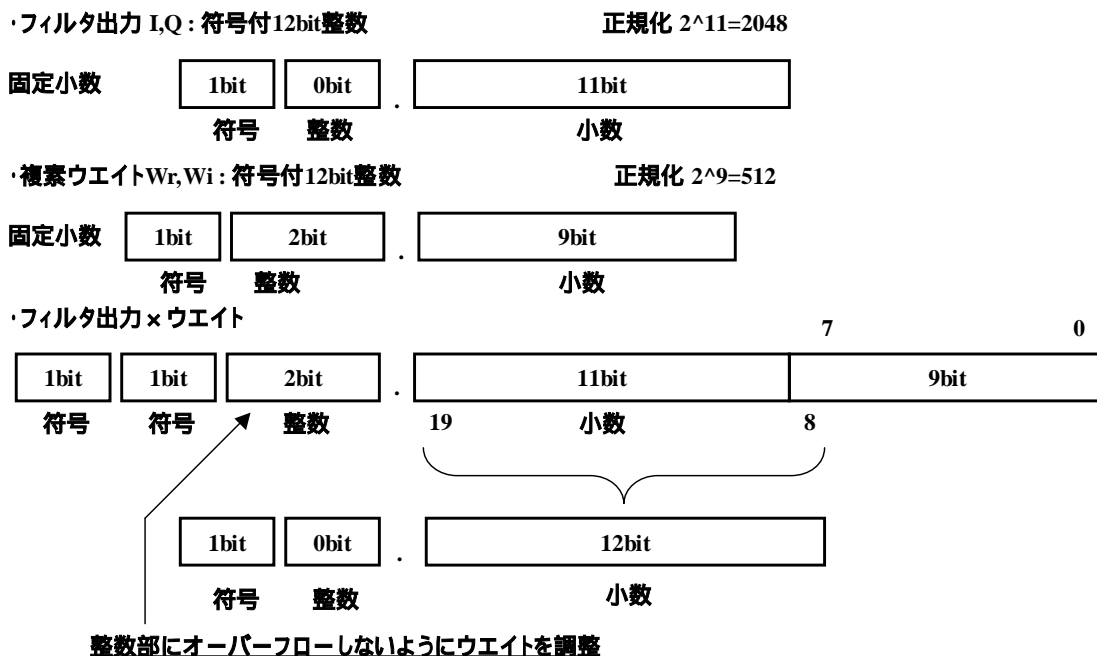 ・フィルタ出力 I,Q : 符号付12bit整数 正規化 2^11=2048
固定小数 1bit 0bit . 11bit
符号 整数 小数
・複素ウエイトWr,Wi : 符号付12bit整数 正規化 2^9=512
固定小数 1bit 2bit . 9bit
符号 整数 小数
・フィルタ出力 × ウエイト
7 0
1bit 1bit 2bit . 11bit 9bit
符号 符号 整数 19 小数 8
1bit 0bit . 12bit
符号 整数 小数
整数部にオーバーフローしないようにウエイトを調整